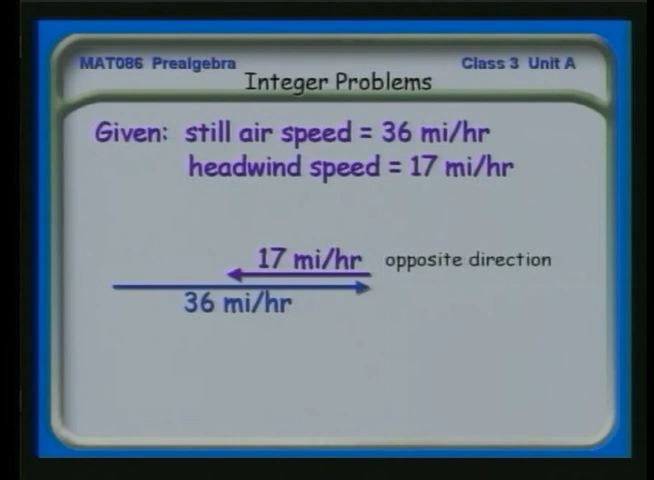 MAT086 Prealgebra
Class 3 Unit A
Integer Problems
Given: still air speed = 36 mi/hr
headwind speed = 17 mi/hr
17 mi/hr opposite direction
36 mi/hr